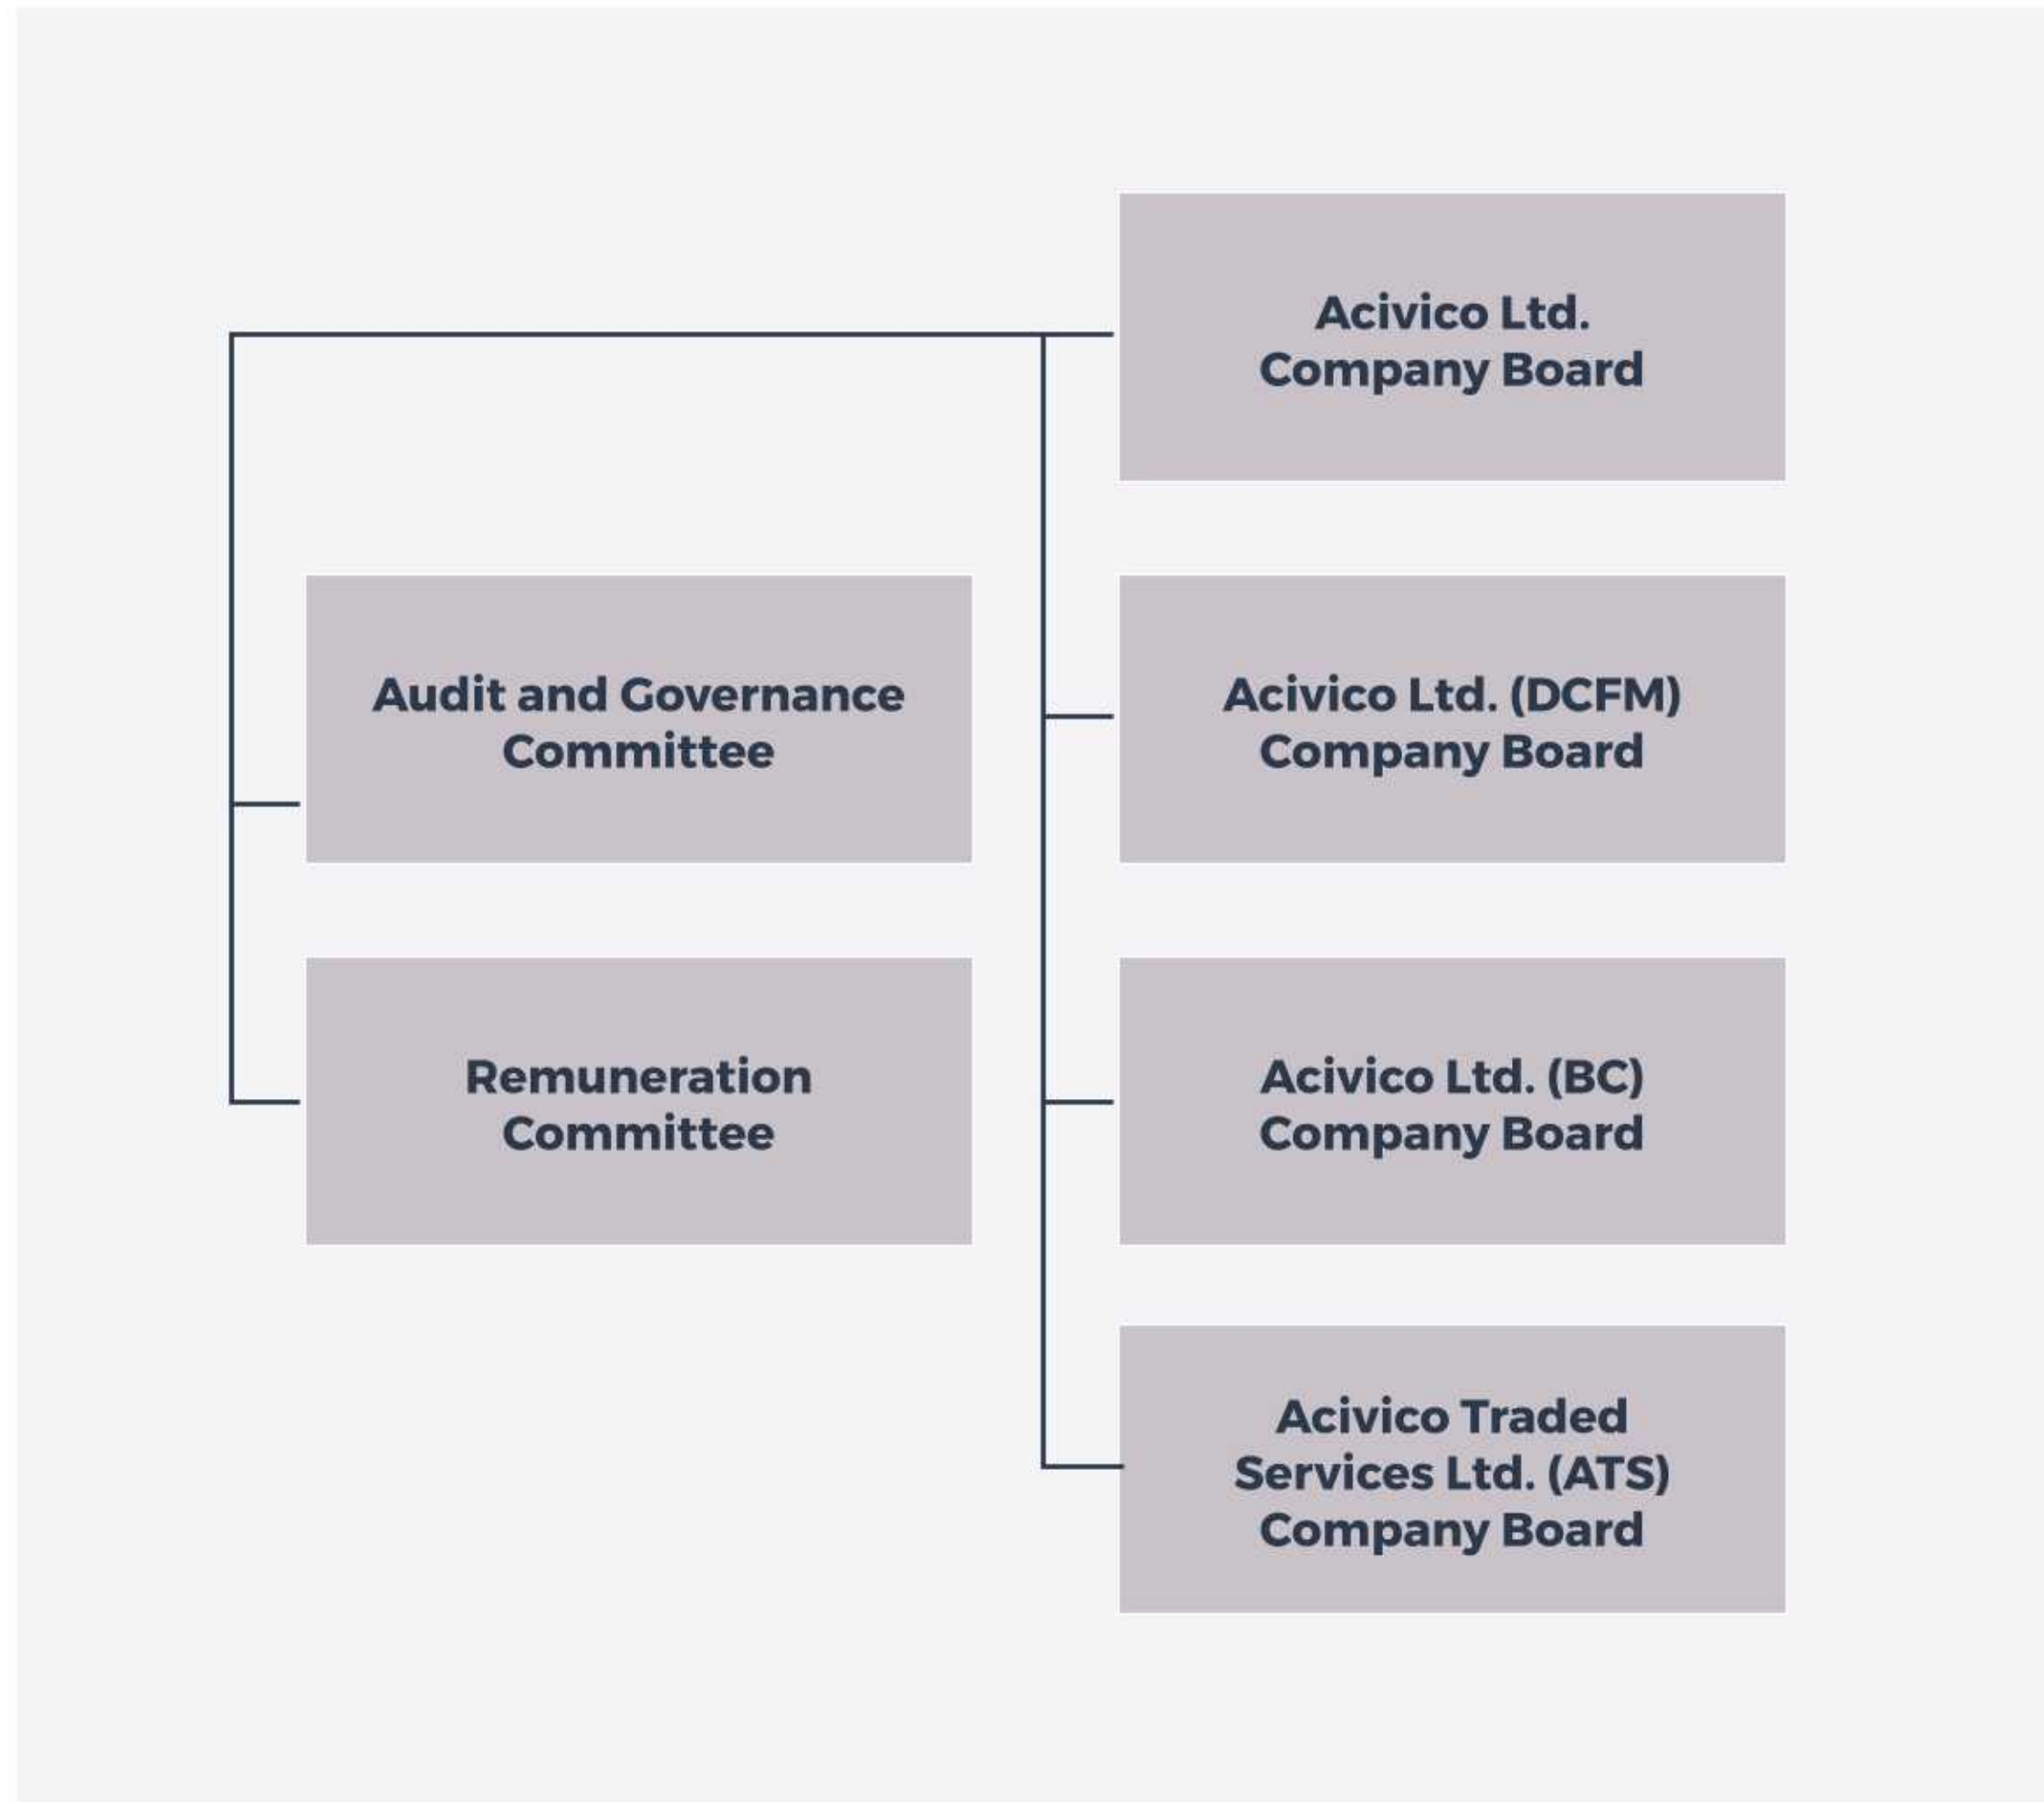 Acivico Ltd.
Company Board
Audit and Governance
Committee
Acivico Ltd. (DCFM)
Company Board
Remuneration
Committee
Acivico Ltd. (BC)
Company Board
Acivico Traded
Services Ltd. (ATS)
Company Board